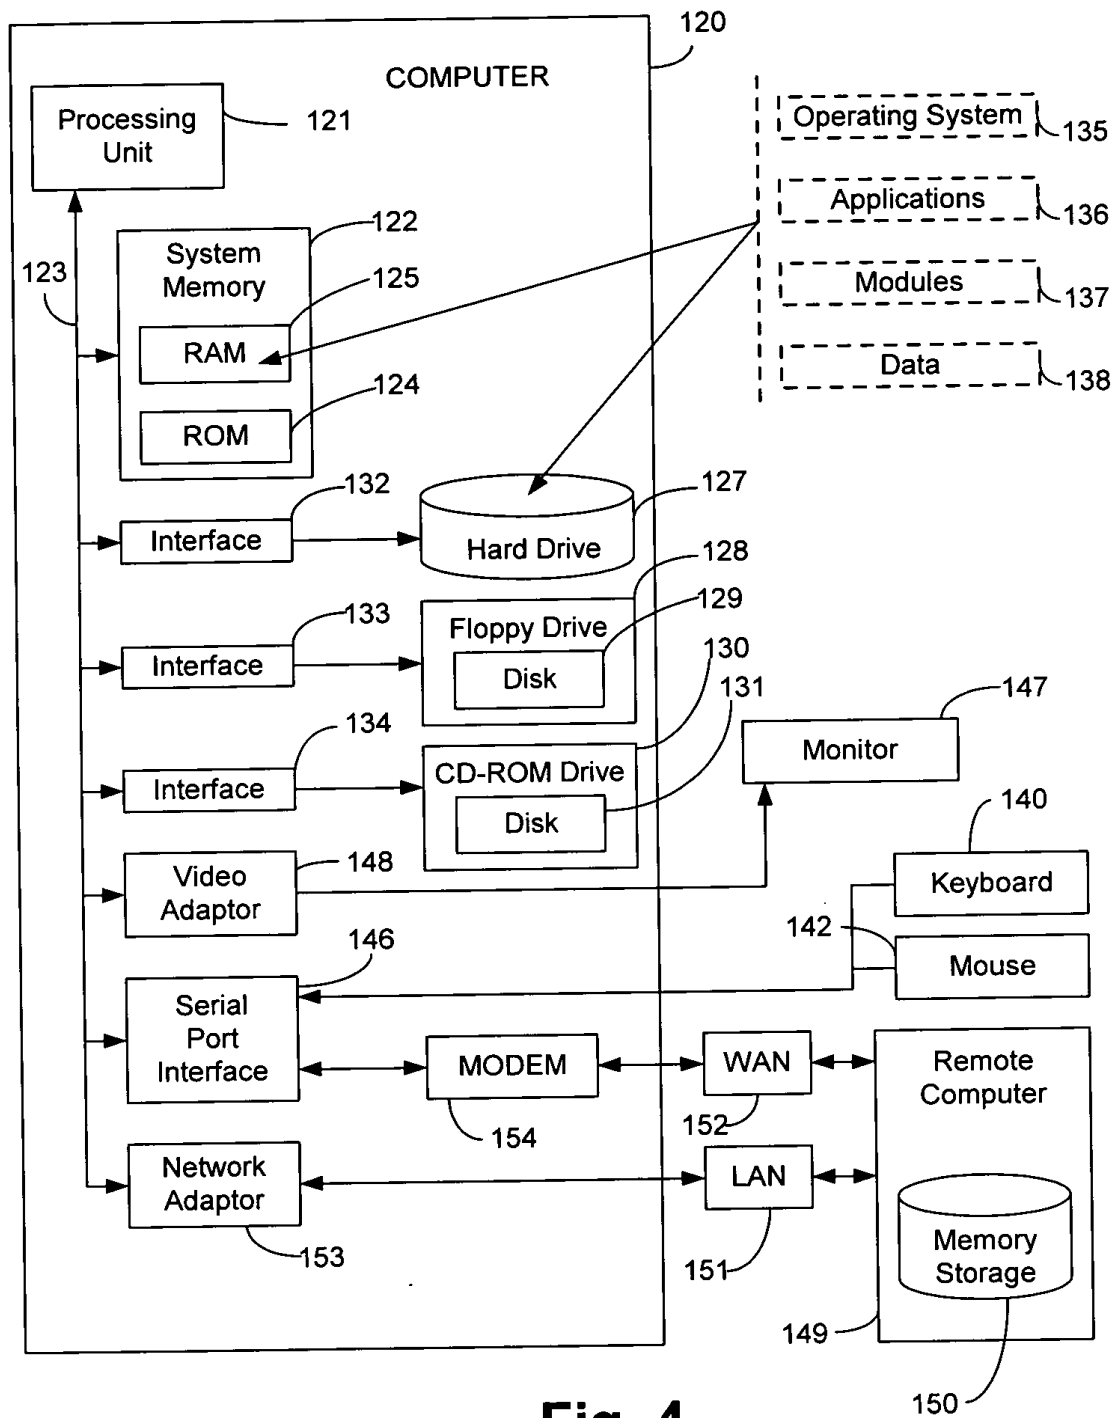 120
COMPUTER
Processing
Unit
121
Operating System
135
Applications
136
Modules
137
Data
138
123
System
Memory
122
125
RAM
124
ROM
132
Interface
127
Hard Drive
133
Interface
128
Floppy Drive
129
Disk
134
Interface
130
CD-ROM Drive
131
Disk
147
Monitor
148
Video
Adaptor
140
Keyboard
142
Mouse
146
Serial
Port
Interface
MODEM
154
WAN
152
Remote
Computer
Network
Adaptor
153
LAN
151
Memory
Storage
149
150
Fig. 4